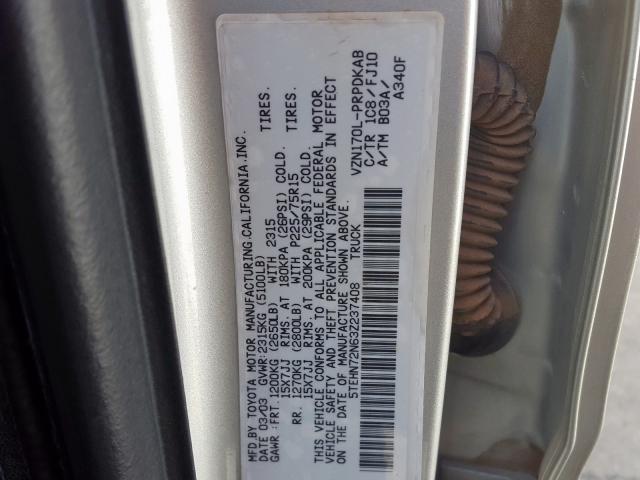 MFD.BY TOYOTA MOTOR MANUFACTURING,CALIFORNIA,INC.
DATE 03/03 GVWR:2315KG(5100LB)
GAWR :FRT:1200KG(2650LB) WITH 2315 TIRES.
15X7JJ RIMS. AT 180KPA (26PSI) COLD.
RR. 1270KG(2800LB) WITH P225/75R15 TIRES.
15X7JJ RIMS. AT 200KPA (29PSI) COLD.
THIS VEHICLE CONFORMS TO ALL APPLICABLE FEDERAL MOTOR
VEHICLE SAFETY AND THEFT PREVENTION STANDARDS IN EFFECT
ON THE DATE OF MANUFACTURE SHOWN ABOVE.
5TEHN72N63Z237408 TRUCK
VZN170L-PRPDKAB
C/TR 1C8/FJ10
A/TM B03A/
A340F